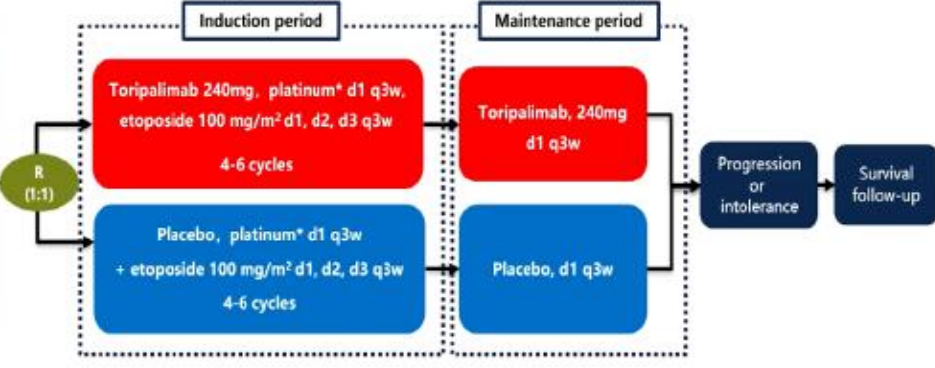 Induction period
Maintenance period
R
(1:1)
Toripalimab 240mg, platinum* d1 q3w,
etoposide 100 mg/m² d1, d2, d3 q3w
4-6 cycles
Toripalimab, 240mg
d1 q3w
Placebo, platinum* d1 q3w
+ etoposide 100 mg/m² d1, d2, d3 q3w
4-6 cycles
Placebo, d1 q3w
Progression
or
intolerance
Survival
follow-up